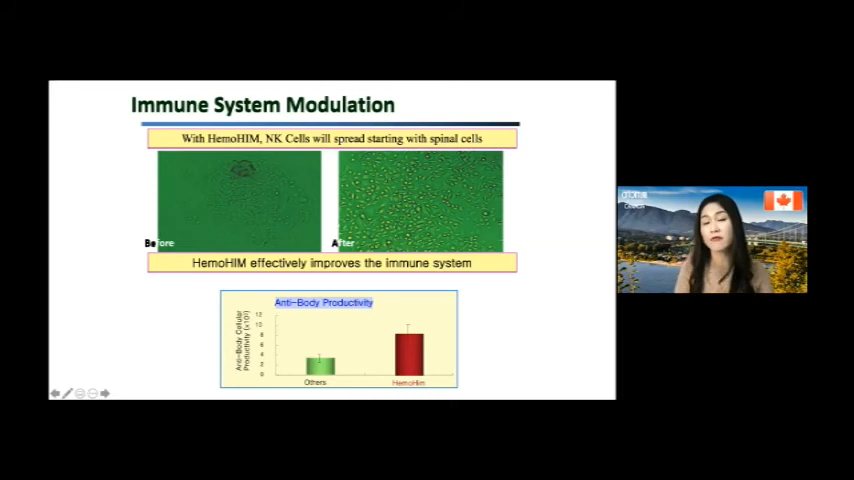 Immune System Modulation
With HemoHIM, NK Cells will spread starting with spinal cells
Before
After
HemoHIM effectively improves the immune system
Anti-Body Productivity
Anti-Body Cellular
Productivity
12
10
8
6
4
2
0
Others
HemoHim